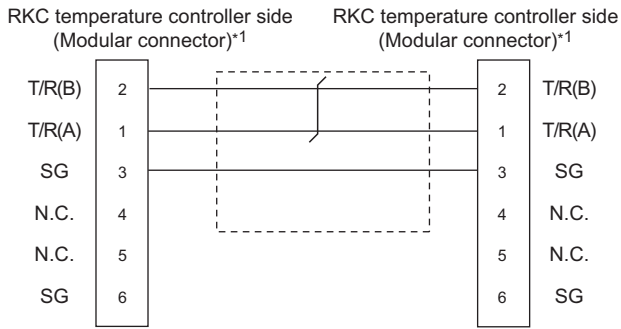 RKC temperature controller side RKC temperature controller side
(Modular connector)*1 (Modular connector)*1
T/R(B) 2 2 T/R(B)
T/R(A) 1 1 T/R(A)
SG 3 3 SG
N.C. 4 4 N.C.
N.C. 5 5 N.C.
SG 6 6 SG